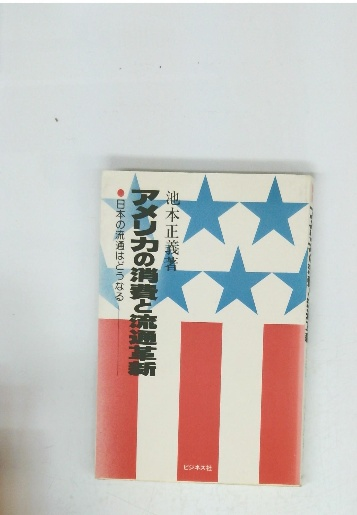 池本正義著
アメリカの消費と流通革新
●日本の流通はどうなる
ビジネス社